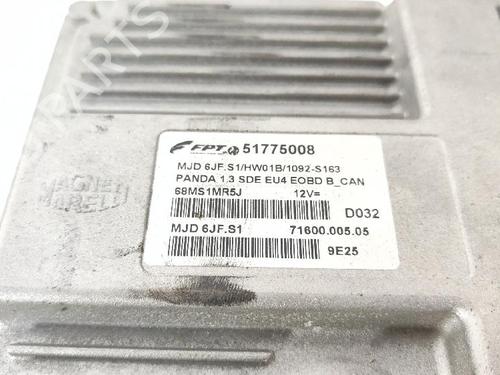 PARTS
FPT 51775008
MJD 6JF.S1/HW01B/1092-S163
PANDA 1.3 SDE EU4 EOBD B_CAN
68MS1MR5J 12V=
D032
MJD 6JF.S1 71600.005.05
9E25
MAGNETI
MARELLI